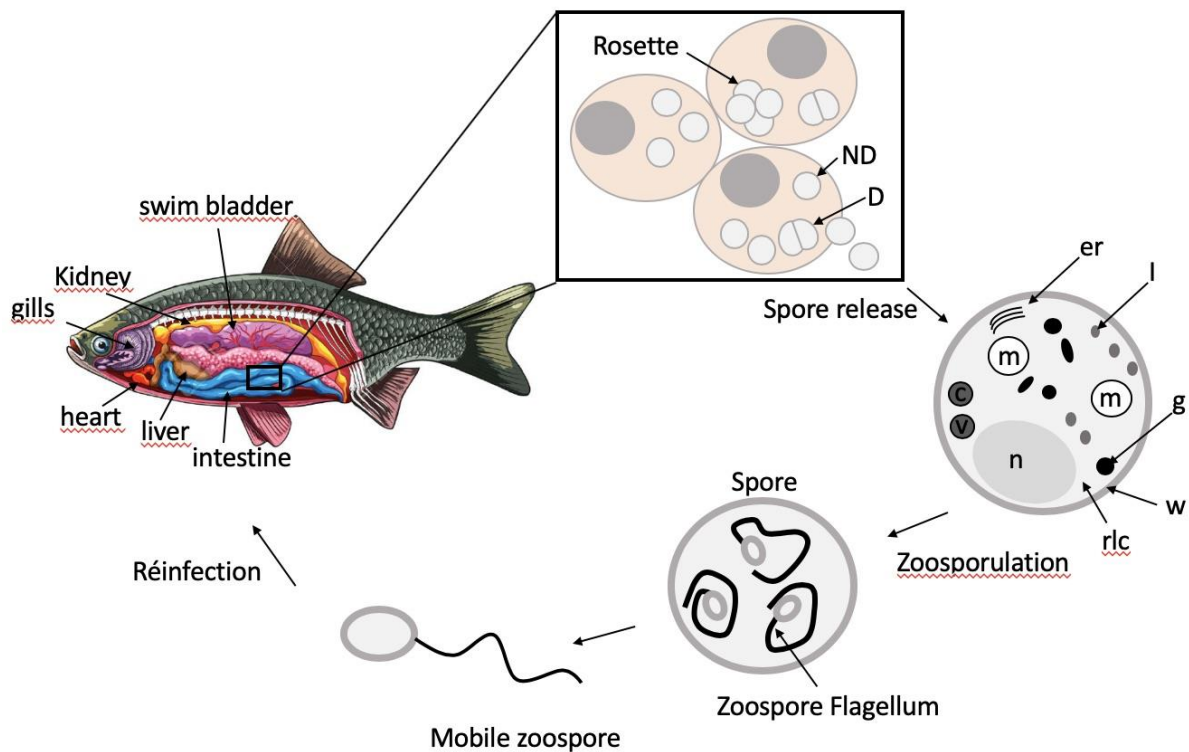 Rosette
ND
D
swim bladder
Kidney
gills
heart
liver
intestine
Spore release
er
l
m
m
c
v
n
g
w
rlc
Zoosporulation
Spore
Zoospore Flagellum
Mobile zoospore
Réinfection